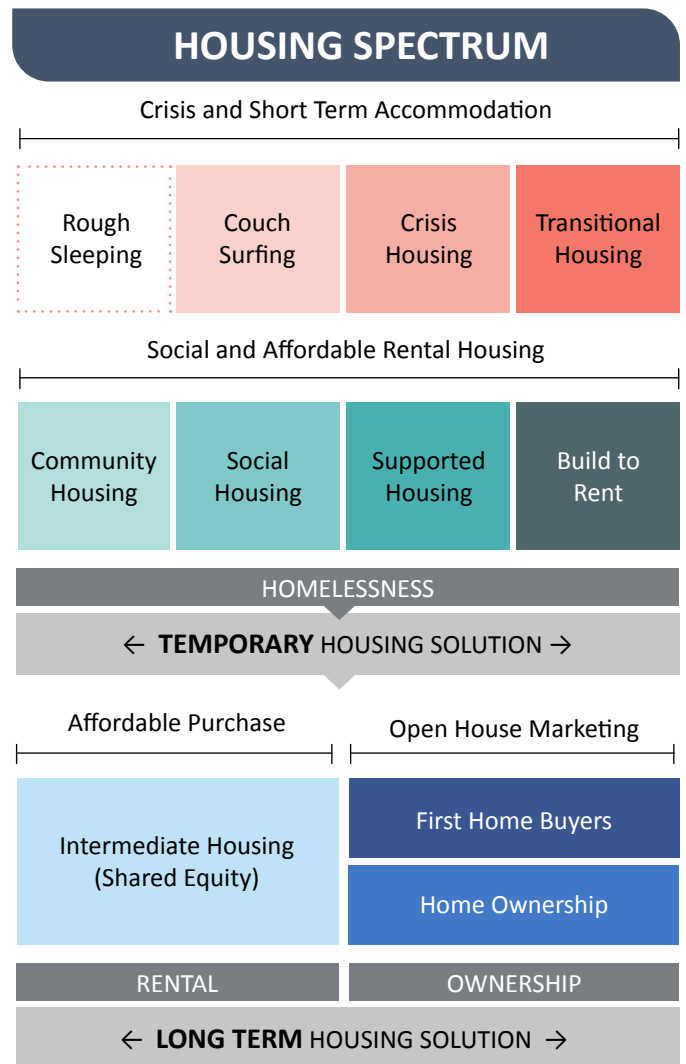 HOUSING SPECTRUM
Crisis and Short Term Accommodation
Rough
Sleeping
Couch
Surfing
Crisis
Housing
Transitional
Housing
Social and Affordable Rental Housing
Community
Housing
Social
Housing
Supported
Housing
Build to
Rent
HOMELESSNESS
← TEMPORARY HOUSING SOLUTION →
Affordable Purchase
Open House Marketing
Intermediate Housing
(Shared Equity)
First Home Buyers
Home Ownership
RENTAL
OWNERSHIP
← LONG TERM HOUSING SOLUTION →